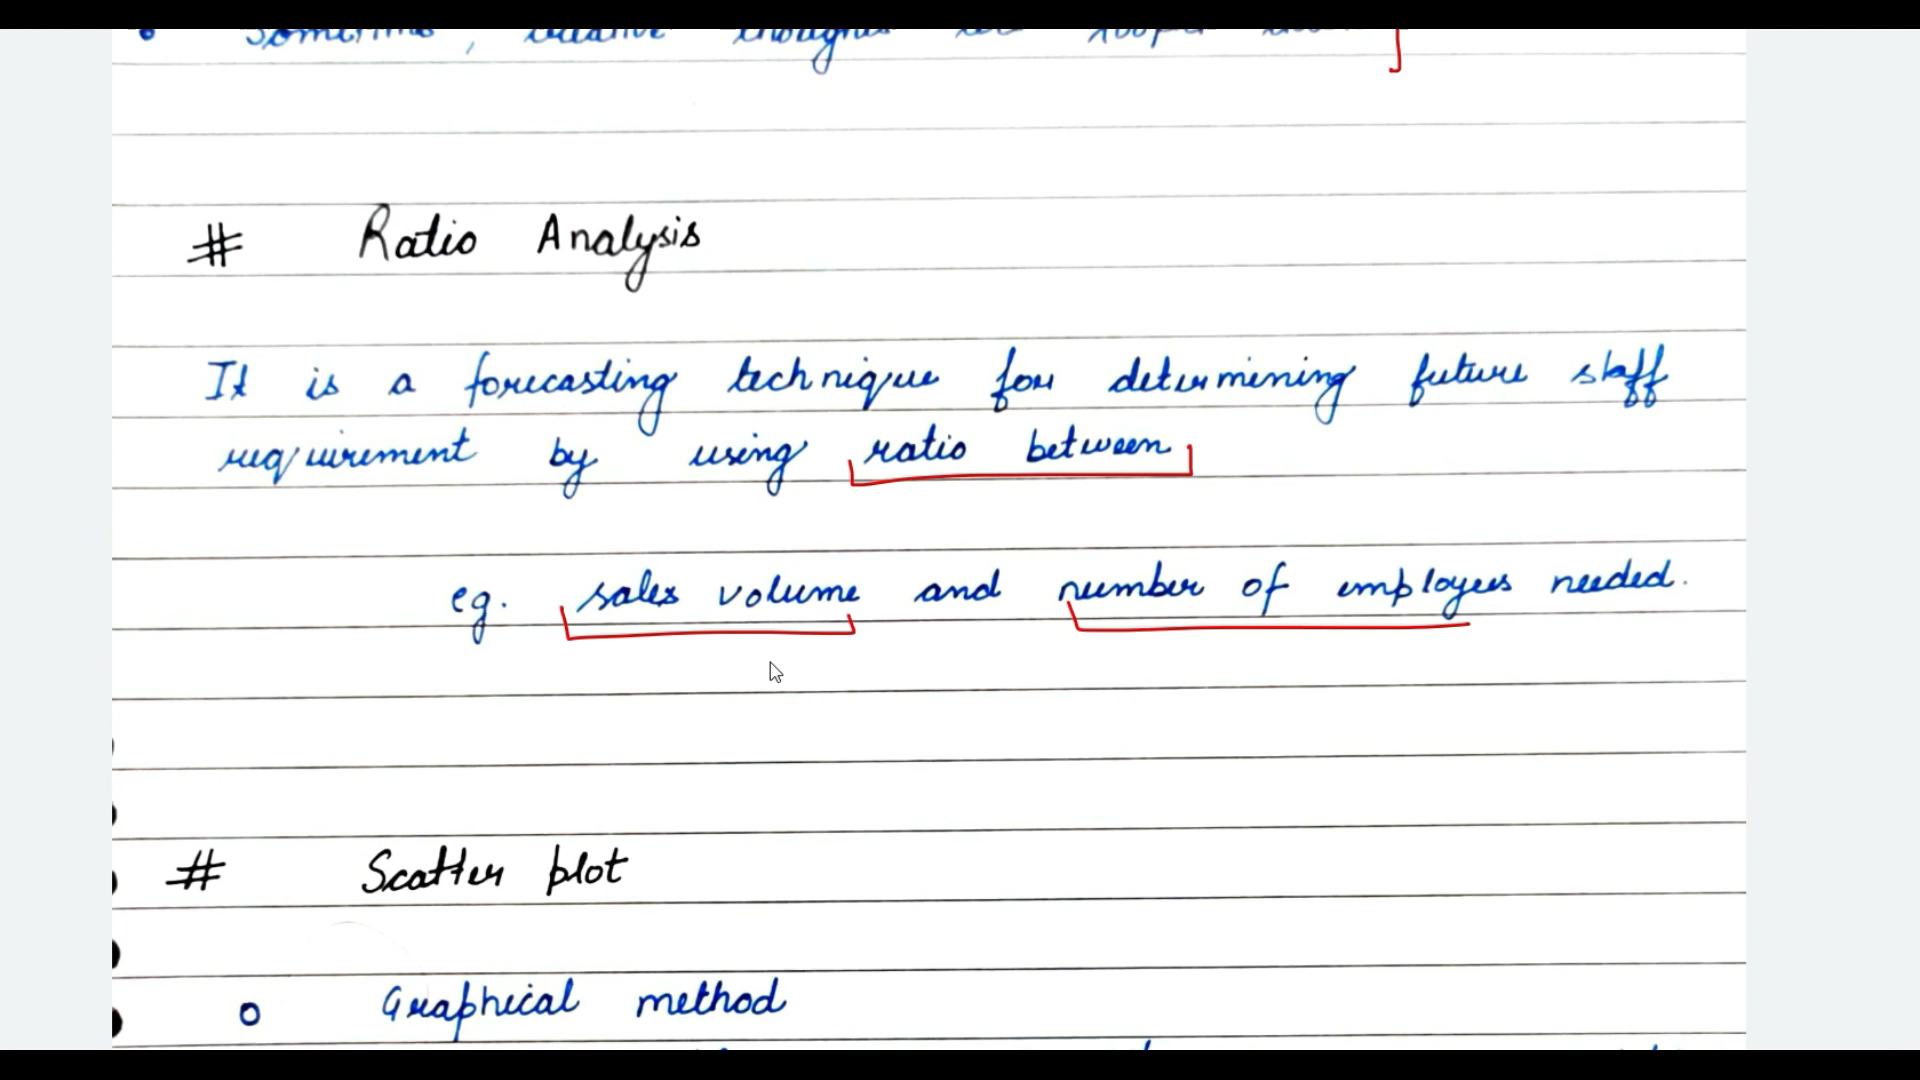 thoughts
# Ratio Analysis
It is a forecasting technique for determining future staff
requirement by using ratio between
eg. sales volume and number of employees needed.
# Scatter plot
o Graphical method